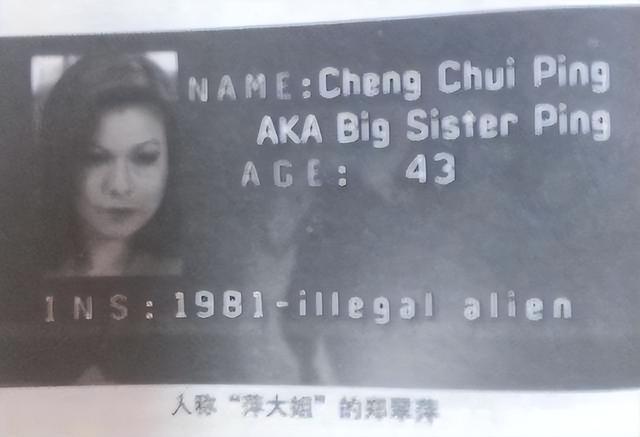 NAME:Cheng Chui Ping
AKA Big Sister Ping
AGE: 43
INS:1981-illegal alien
人称“萍大姐”的郑翠萍